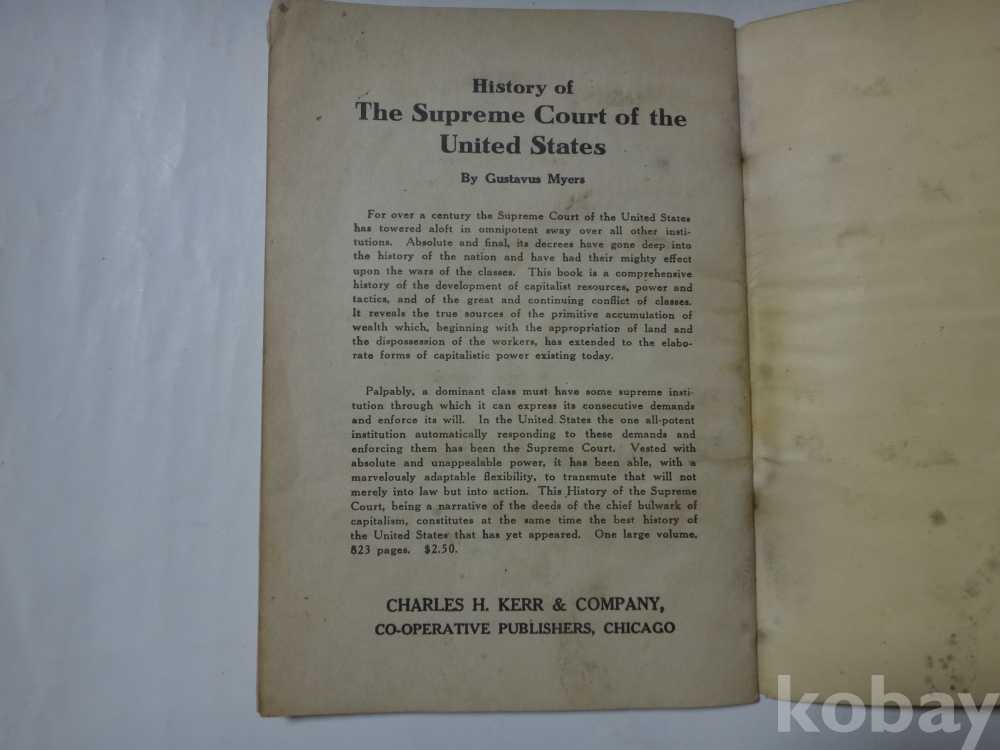 History of
The Supreme Court of the
United States
By Gustavus Myers
For over a century the Supreme Court of the United States
has towered aloft in omnipotent sway over all other insti-
tutions. Absolute and final, its decrees have gone deep into
the history of the nation and have had their mighty effect
upon the wars of the classes. This book is a comprehensive
history of the development of capitalist resources, power and
tactics, and of the great and continuing conflict of classes.
It reveals the true sources of the primitive accumulation of
wealth which, beginning with the appropriation of land and
the dispossession of the workers, has extended to the elabo-
rate forms of capitalistic power existing today.
Palpably, a dominant class must have some supreme insti-
tution through which it can express its consecutive demands
and enforce its will. In the United States the one all-potent
institution automatically responding to these demands and
enforcing them has been the Supreme Court. Vested with
absolute and unappealable power, it has been able, with a
marvelously adaptable flexibility, to transmute that will not
merely into law but into action. This History of the Supreme
Court, being a narrative of the deeds of the chief bulwark of
capitalism, constitutes at the same time the best history of
the United States that has yet appeared. One large volume,
823 pages. $2.50.
CHARLES H. KERR & COMPANY,
CO-OPERATIVE PUBLISHERS, CHICAGO
kobay